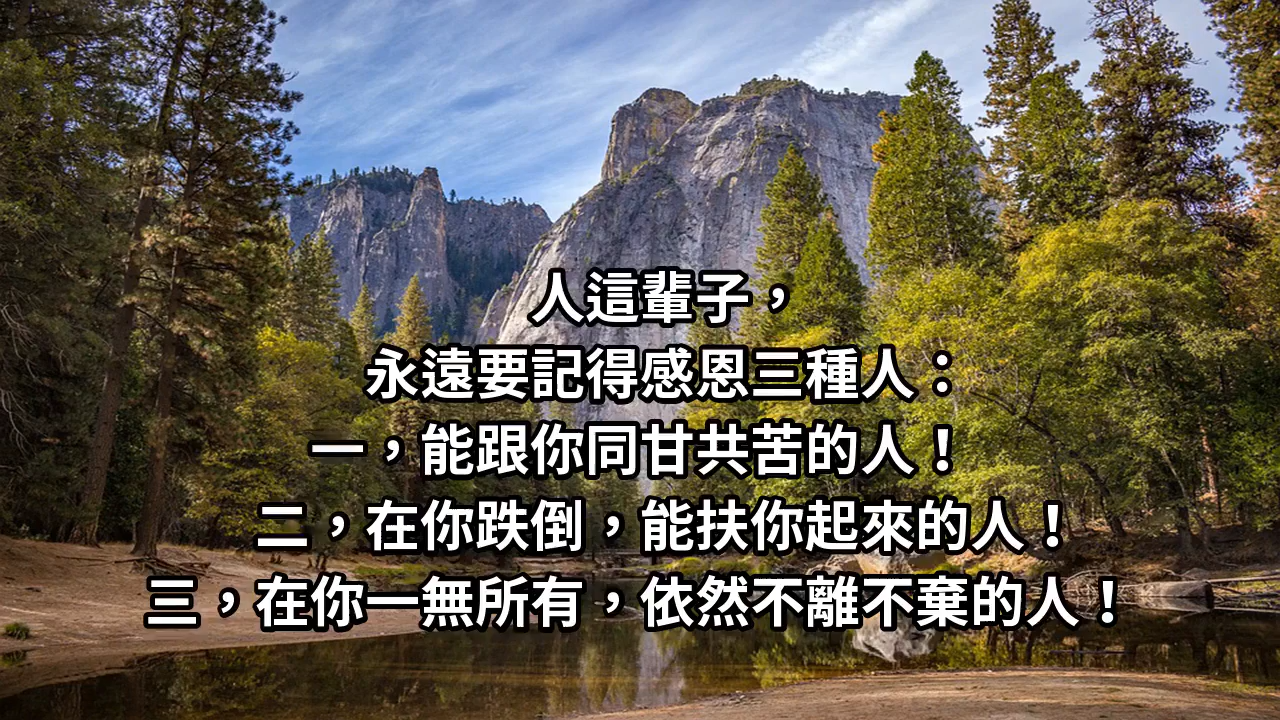 人這輩子，
永遠要記得感恩三種人：
一，能跟你同甘共苦的人！
二，在你跌倒，能扶你起來的人！
三，在你一無所有，依然不離不棄的人！